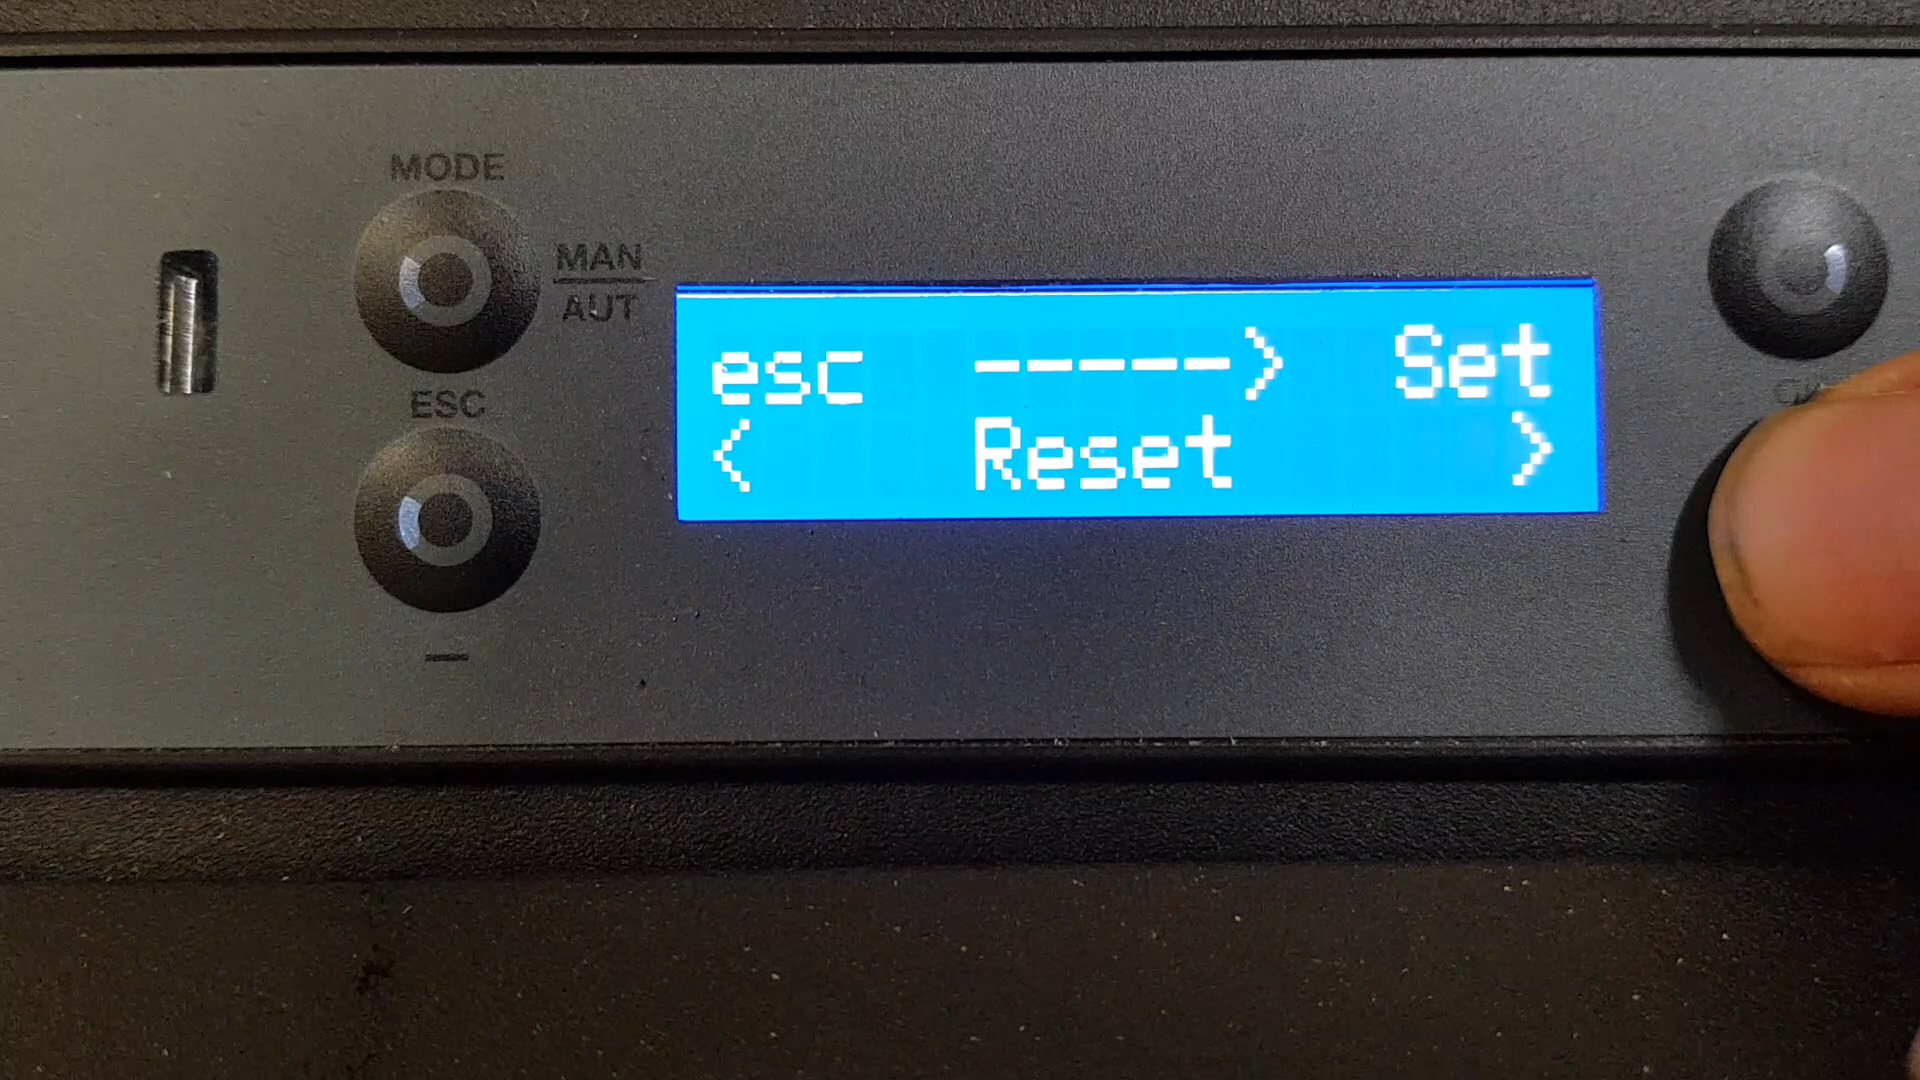 MODE
MAN
AUT
esc -----> Set
< Reset >
ESC
—